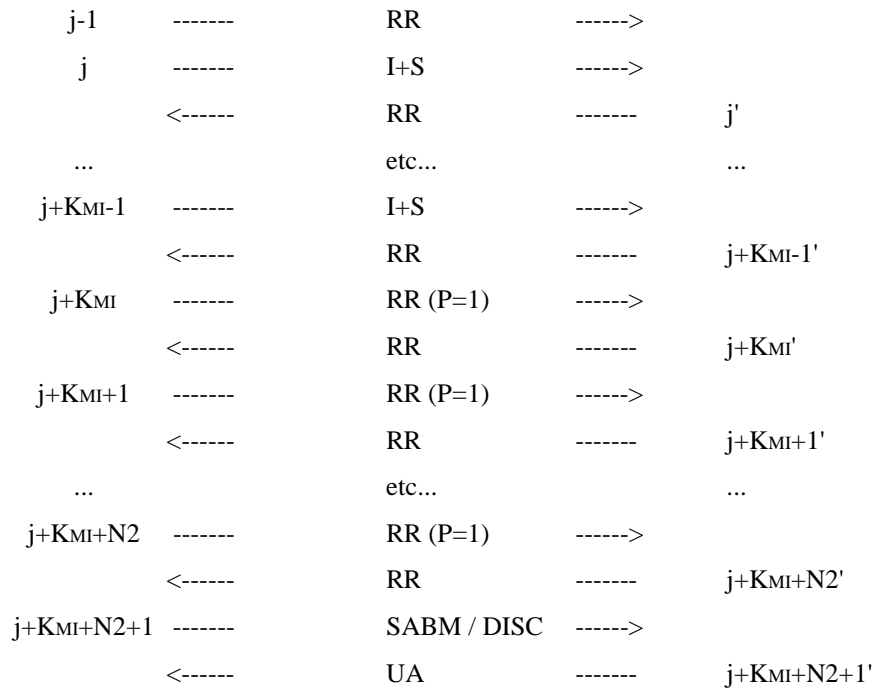 j-1 ------- RR ------>
j ------- I+S ------>
<------ RR ------- j'
... etc... ...
j+KMI-1 ------- I+S ------>
<------ RR ------- j+KMI-1'
j+KMI ------- RR (P=1) ------>
<------ RR ------- j+KMI'
j+KMI+1 ------- RR (P=1) ------>
<------ RR ------- j+KMI+1'
... etc... ...
j+KMI+N2 ------- RR (P=1) ------>
<------ RR ------- j+KMI+N2'
j+KMI+N2+1 ------- SABM / DISC ------>
<------ UA ------- j+KMI+N2+1'